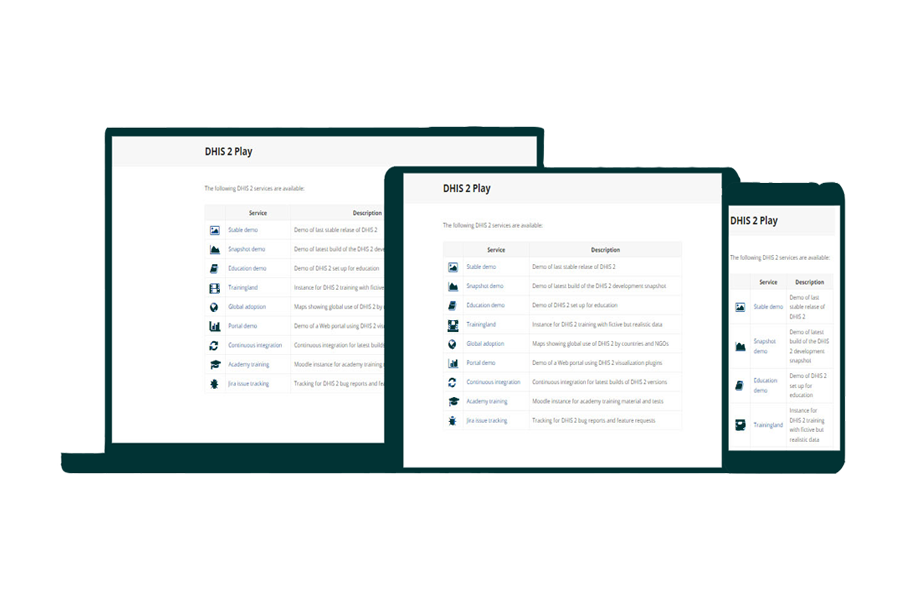 DHIS 2 Play
The following DHIS 2 services are available:
Service Description
Stable demo Demo of last stable relase of DHIS 2
Snapshot demo Demo of latest build of the DHIS 2
Education demo Demo of DHIS 2 set up for education
Trainingland Instance for DHIS 2 training with fictive
Global adoption Maps showing global use of DHIS 2 by
Portal demo Demo of a Web portal using DHIS 2
Continuous integration Continuous integration for latest builds
Academy training Moodle instance for academy training
Jira issue tracking Tracking for DHIS 2 bug reports and
DHIS 2 Play
The following DHIS 2 services are available:
Service Description
Stable demo Demo of last stable relase of DHIS 2
Snapshot demo Demo of latest build of the DHIS 2 development snapshot
Education demo Demo of DHIS 2 set up for education
Trainingland Instance for DHIS 2 training with fictive but realistic data
Global adoption Maps showing global use of DHIS 2 by countries and NGOs
Portal demo Demo of a Web portal using DHIS 2 visualization plugins
Continuous integration Continuous integration for latest builds of DHIS 2 versions
Academy training Moodle instance for academy training material and tests
Jira issue tracking Tracking for DHIS 2 bug reports and feature requests
DHIS 2 Play
The following DHIS 2 services are available:
Service Description
Stable demo
Demo of last
stable relase of
DHIS 2
Snapshot
demo
Demo of latest
build of the DHIS
2 development
snapshot
Education
demo
Demo of DHIS 2
set up for
education
Trainingland
Instance for
DHIS 2 training
with fictive but
realistic data